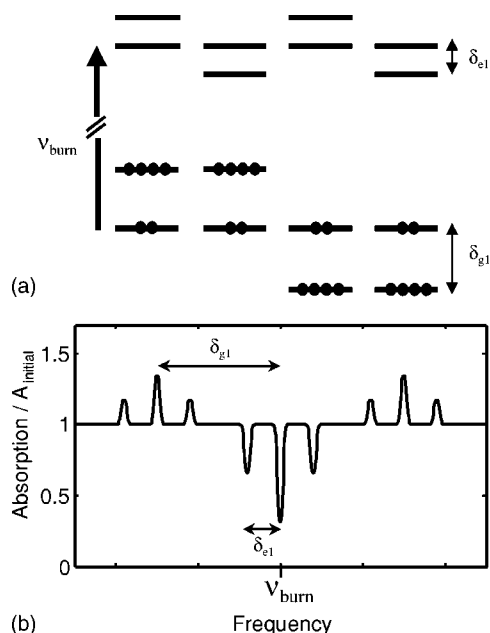 (a)
ν_burn
δ_e1
δ_g1
(b)
Absorption / A_initial
1.5
1
0.5
0
δ_g1
δ_e1
ν_burn
Frequency